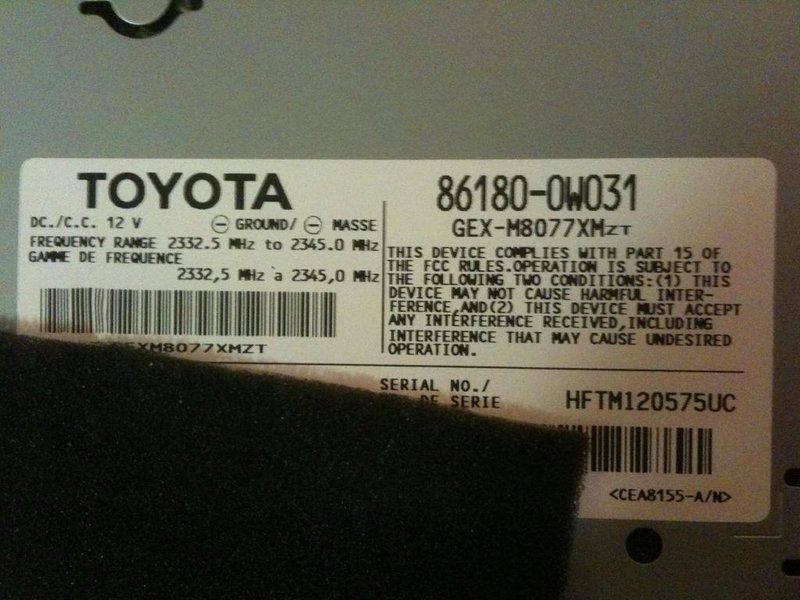 TOYOTA
DC./C.C. 12 V ⊖ GROUND/ ⊖ MASSE
FREQUENCY RANGE 2332.5 MHz to 2345.0 MHz
GAMME DE FREQUENCE
2332,5 MHz à 2345,0 MHz
GEXM8077XMZT
86180-0W031
GEX-M8077XMZT
THIS DEVICE COMPLIES WITH PART 15 OF
THE FCC RULES.OPERATION IS SUBJECT TO
THE FOLLOWING TWO CONDITIONS:(1) THIS
DEVICE MAY NOT CAUSE HARMFUL INTER-
FERENCE,AND(2) THIS DEVICE MUST ACCEPT
ANY INTERFERENCE RECEIVED,INCLUDING
INTERFERENCE THAT MAY CAUSE UNDESIRED
OPERATION.
SERIAL NO./
DE SERIE
HFTM120575UC
<CEA8155-A/N>